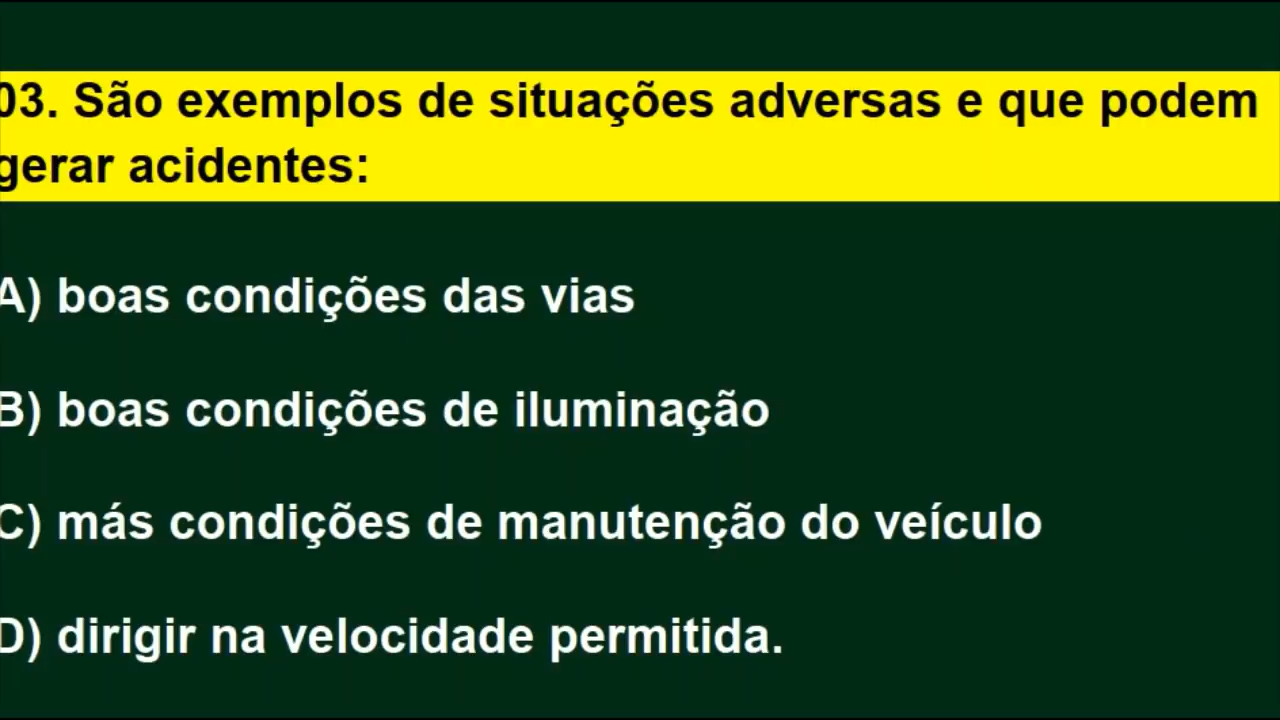 03. São exemplos de situações adversas e que podem
gerar acidentes:
A) boas condições das vias
B) boas condições de iluminação
C) más condições de manutenção do veículo
D) dirigir na velocidade permitida.